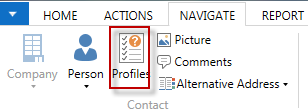 HOME ACTIONS NAVIGATE REPORT
Company Person Profiles
Picture
Comments
Alternative Address
Contact